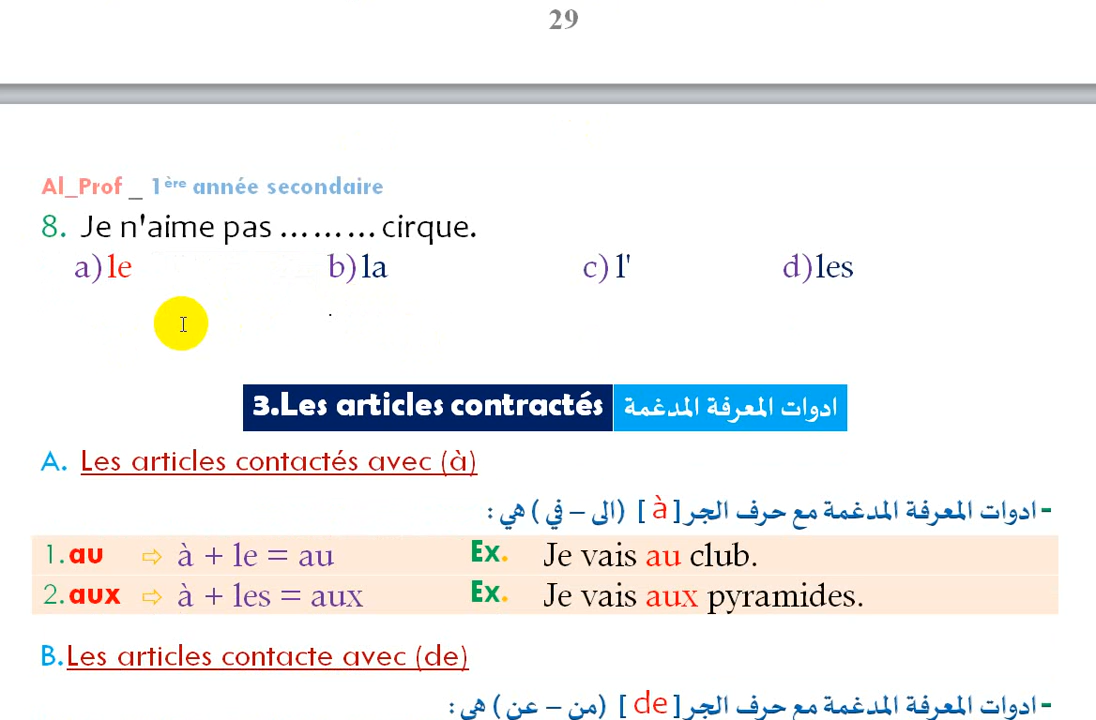 29
Al_Prof _ 1ère année secondaire
8. Je n'aime pas ……… cirque.
a) le b) la c) l' d) les
3.Les articles contractés ادوات المعرفة المدغمة
A. Les articles contactés avec (à)
- ادوات المعرفة المدغمة مع حرف الجر [ à ] (الى – في ) هي :
1. au ⇨ à + le = au Ex. Je vais au club.
2. aux ⇨ à + les = aux Ex. Je vais aux pyramides.
B. Les articles contacte avec (de)
- ادوات المعرفة المدغمة مع حرف الجر [ de ] (من – عن ) هي :